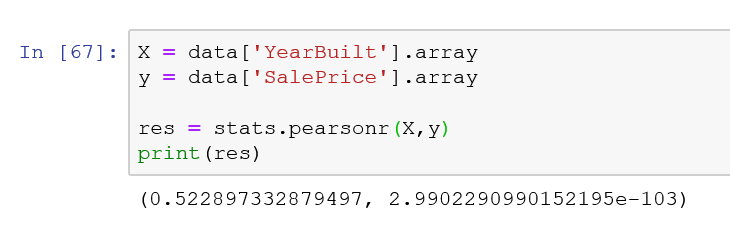 In [67]: X = data['YearBuilt'].array
y = data['SalePrice'].array
res = stats.pearsonr(X,y)
print(res)
(0.522897332879497, 2.9902290990152195e-103)